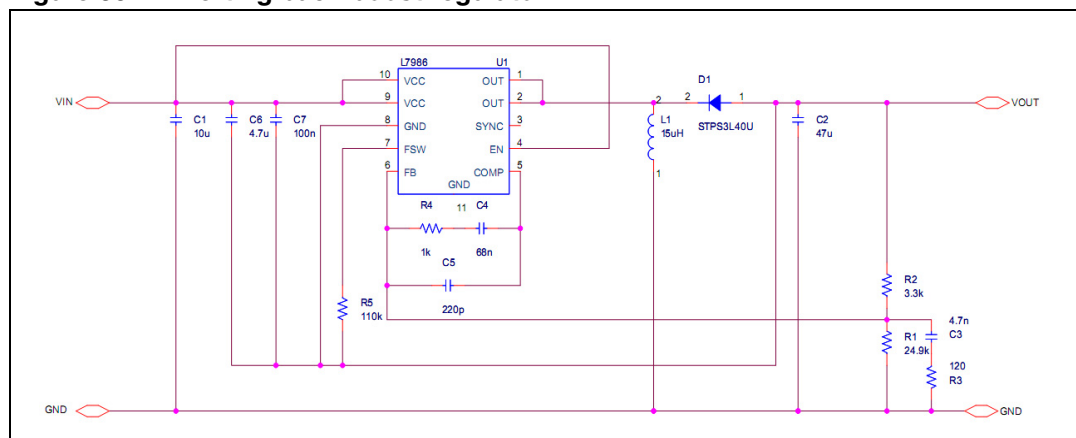 L7986
U1
10
VCC
OUT
1
9
VCC
OUT
2
8
GND
SYNC
3
7
FSW
EN
4
6
FB
COMP
5
GND
11
VIN
C1
10u
C6
4.7u
C7
100n
R4
1k
C4
68n
C5
220p
R5
110k
2
L1
15uH
1
D1
2
1
STPS3L40U
C2
47u
VOUT
R2
3.3k
R1
24.9k
4.7n
C3
120
R3
GND
GND